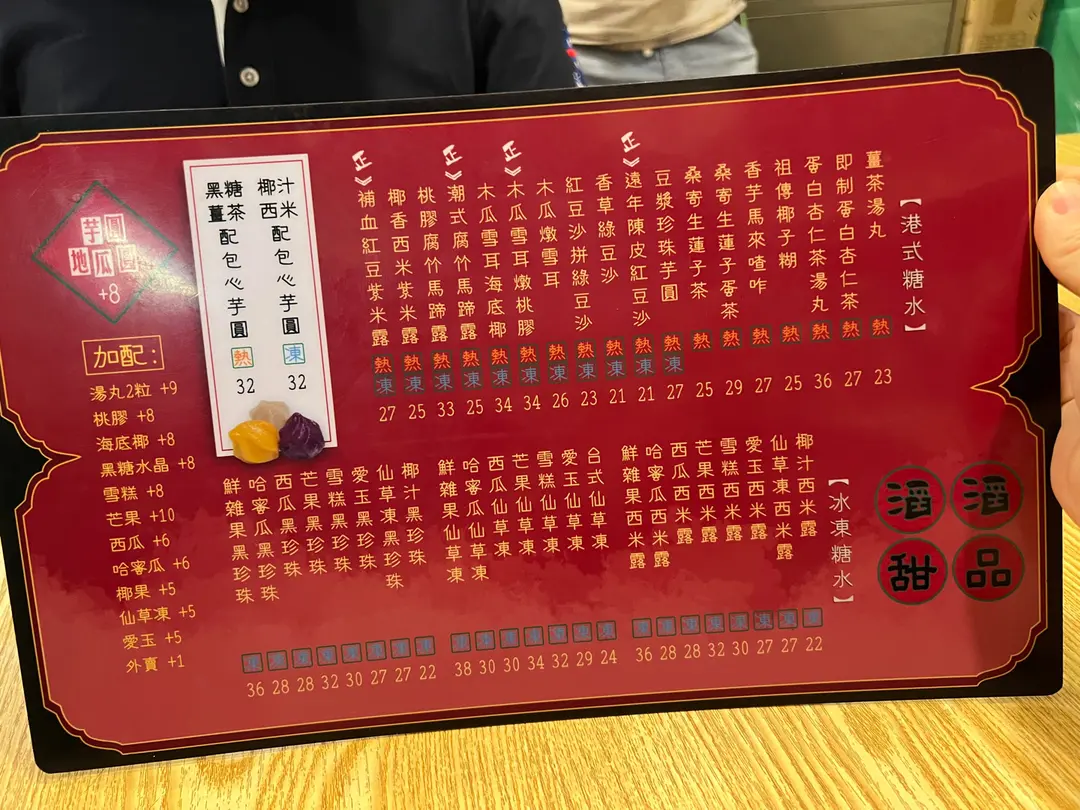 滔滔
甜品
【港式糖水】
薑茶湯丸 熱 23
即制蛋白杏仁茶 熱 27
蛋白杏仁茶湯丸 熱 36
祖傳椰子糊 熱 25
香芋馬來喳咋 熱 27
桑寄生蓮子蛋茶 熱 29
桑寄生蓮子茶 熱 25
豆漿珍珠芋圓 熱 凍 27
正》遠年陳皮紅豆沙 熱 凍 21
香草綠豆沙 熱 凍 21
紅豆沙拼綠豆沙 熱 凍 23
木瓜燉雪耳 熱 凍 26
正》木瓜雪耳燉桃膠 熱 凍 34
木瓜雪耳海底椰 熱 凍 34
正》潮式腐竹馬蹄露 熱 凍 25
桃膠腐竹馬蹄露 熱 凍 33
椰香西米紫米露 熱 凍 25
正》補血紅豆紫米露 熱 凍 27
【冰凍糖水】
椰汁西米露 凍 22
仙草凍西米露 凍 27
愛玉西米露 凍 27
雪糕西米露 凍 30
芒果西米露 凍 32
西瓜西米露 凍 28
哈密瓜西米露 凍 28
鮮雜果西米露 凍 36
台式仙草凍 凍 24
愛玉仙草凍 凍 29
雪糕仙草凍 凍 32
芒果仙草凍 凍 34
西瓜仙草凍 凍 30
哈密瓜仙草凍 凍 30
鮮雜果仙草凍 凍 38
椰汁黑珍珠 凍 22
仙草凍黑珍珠 凍 27
愛玉黑珍珠 凍 27
雪糕黑珍珠 凍 30
芒果黑珍珠 凍 32
西瓜黑珍珠 凍 28
哈密瓜黑珍珠 凍 28
鮮雜果黑珍珠 凍 36
椰汁西米配包心芋圓 凍 32
黑糖薑茶配包心芋圓 熱 32
芋圓
地瓜圓
+8
加配：
湯丸2粒 +9
桃膠 +8
海底椰 +8
黑糖水晶 +8
雪糕 +8
芒果 +10
西瓜 +6
哈密瓜 +6
椰果 +5
仙草凍 +5
愛玉 +5
外賣 +1